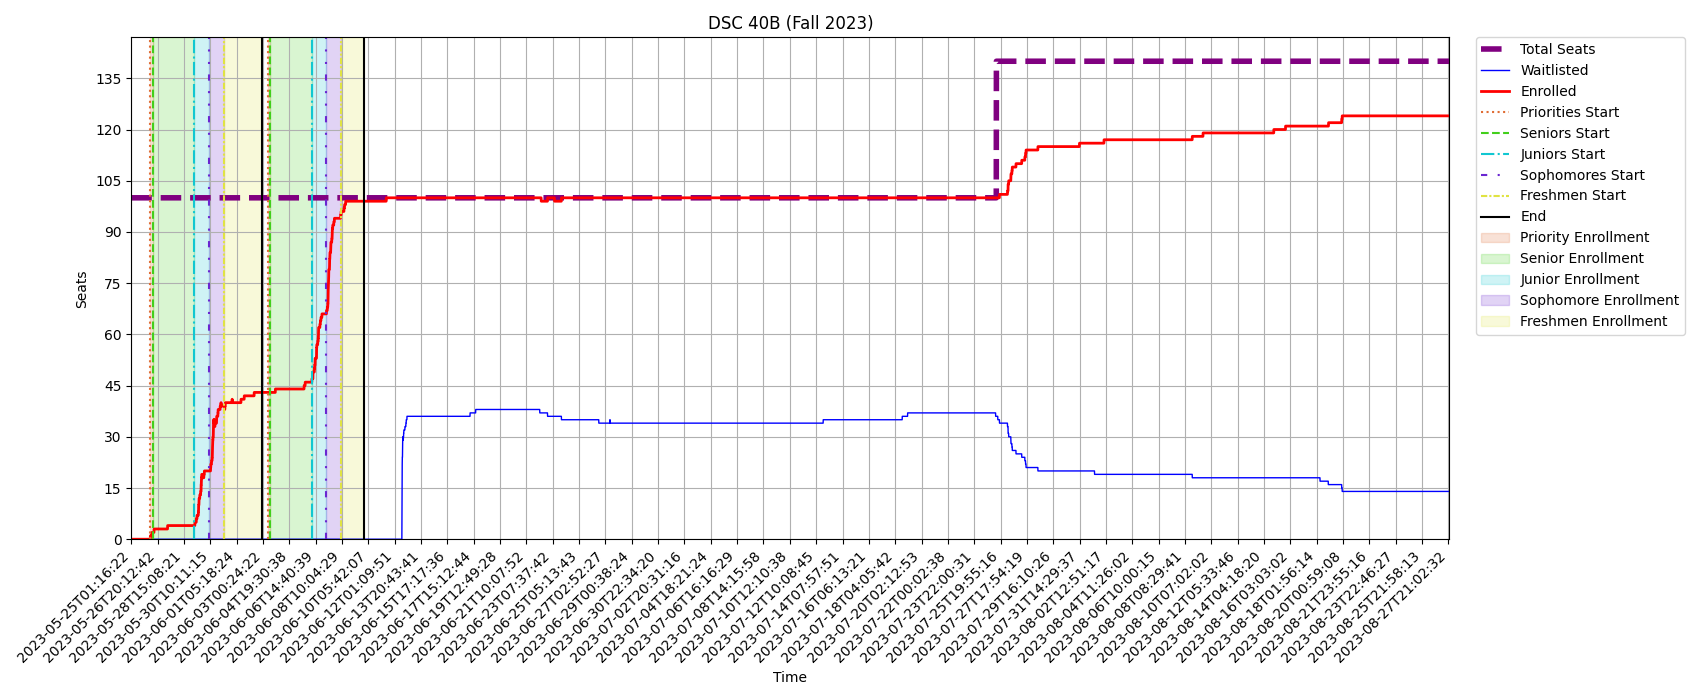 DSC 40B (Fall 2023)
Seats
135
120
105
90
75
60
45
30
15
0
2023-05-25T01:16:22
2023-05-26T20:12:42
2023-05-28T15:08:21
2023-05-30T10:11:15
2023-06-01T05:18:24
2023-06-03T00:24:22
2023-06-04T19:30:38
2023-06-06T14:40:39
2023-06-08T10:04:29
2023-06-10T05:42:07
2023-06-12T01:09:51
2023-06-13T20:43:41
2023-06-15T17:17:36
2023-06-17T15:12:44
2023-06-19T12:49:28
2023-06-21T10:07:52
2023-06-23T07:37:42
2023-06-25T05:13:43
2023-06-27T02:52:27
2023-06-29T00:38:24
2023-06-30T22:34:20
2023-07-02T20:31:16
2023-07-04T18:21:24
2023-07-06T16:16:29
2023-07-08T14:15:58
2023-07-10T12:10:38
2023-07-12T10:08:45
2023-07-14T07:57:51
2023-07-16T06:13:21
2023-07-18T04:05:42
2023-07-20T02:12:53
2023-07-22T00:02:38
2023-07-23T22:00:31
2023-07-25T19:55:16
2023-07-27T17:54:19
2023-07-29T16:10:26
2023-07-31T14:29:37
2023-08-02T12:51:17
2023-08-04T11:26:02
2023-08-06T10:00:15
2023-08-08T08:29:41
2023-08-10T07:02:02
2023-08-12T05:33:46
2023-08-14T04:18:20
2023-08-16T03:03:02
2023-08-18T01:56:14
2023-08-20T00:59:08
2023-08-21T23:55:16
2023-08-23T22:46:27
2023-08-25T21:58:13
2023-08-27T21:02:32
Time
Total Seats
Waitlisted
Enrolled
Priorities Start
Seniors Start
Juniors Start
Sophomores Start
Freshmen Start
End
Priority Enrollment
Senior Enrollment
Junior Enrollment
Sophomore Enrollment
Freshmen Enrollment